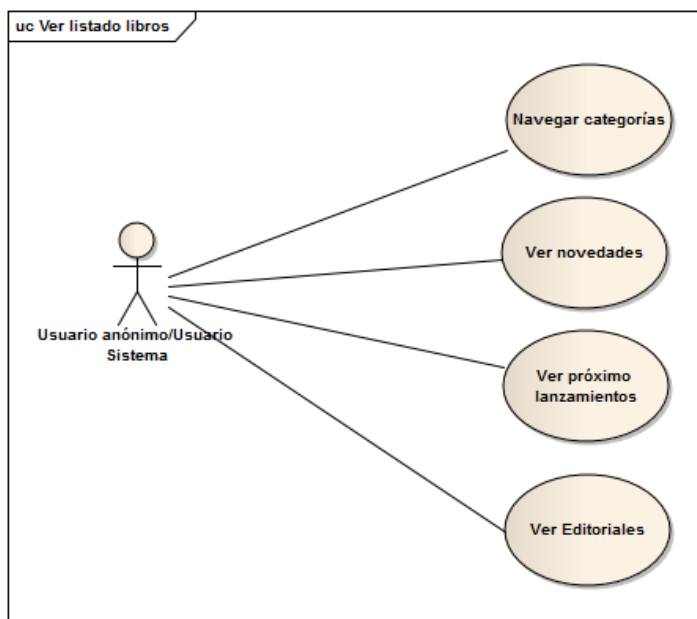 uc Ver listado libros
Navegar categorías
Ver novedades
Usuario anónimo/Usuario
Sistema
Ver próximo
lanzamientos
Ver Editoriales